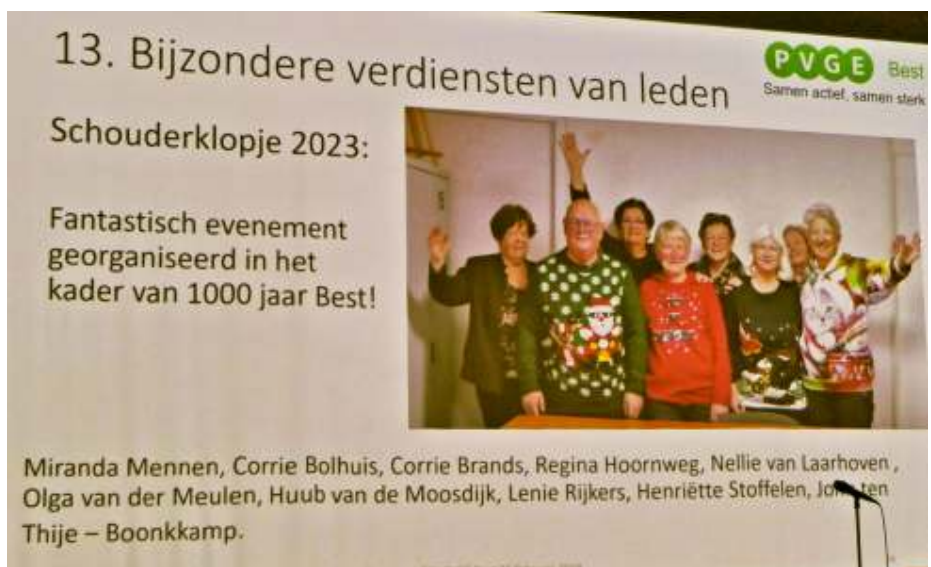 13. Bijzondere verdiensten van leden
PVGE Best
Samen actief, samen sterk
Schouderklopje 2023:
Fantastisch evenement
georganiseerd in het
kader van 1000 jaar Best!
Miranda Mennen, Corrie Bolhuis, Corrie Brands, Regina Hoornweg, Nellie van Laarhoven,
Olga van der Meulen, Huub van de Moosdijk, Lenie Rijkers, Henriëtte Stoffelen, ten
Thije – Boonkkamp.